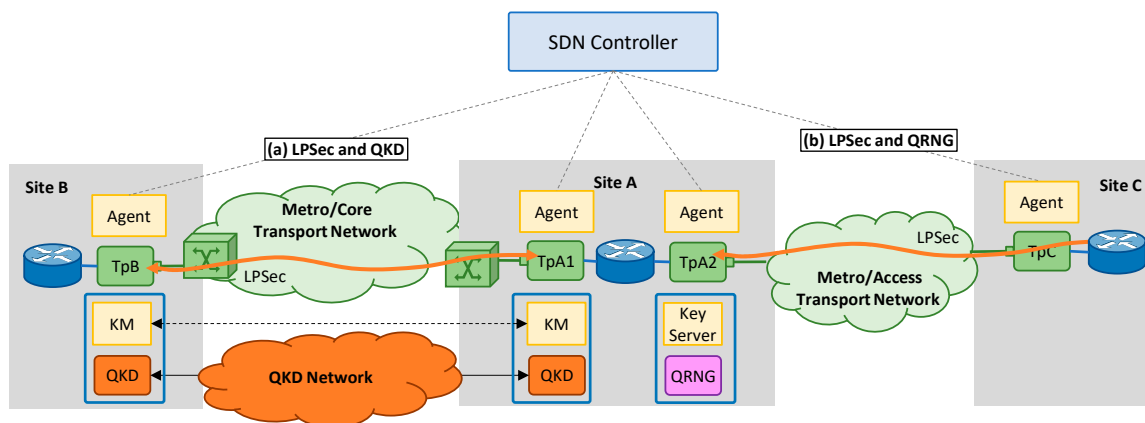 SDN Controller
(a) LPSec and QKD
(b) LPSec and QRNG
Site B
Agent
Metro/Core
Transport Network
Site A
Agent
Agent
Agent
Site C
TpB
LPSec
TpA1
TpA2
LPSec
TpC
Metro/Access
Transport Network
KM
KM
Key
Server
QKD
QKD Network
QKD
QRNG